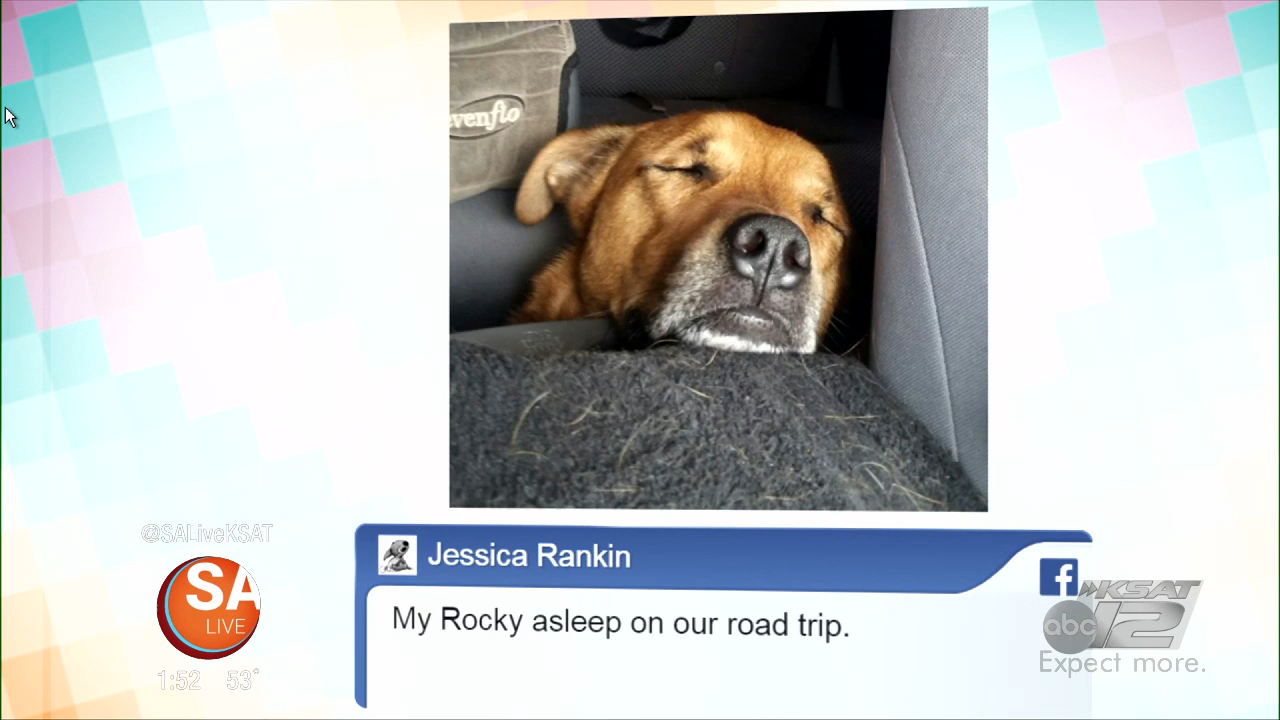 evenflo
@SALiveKSAT
Jessica Rankin
f
SA
LIVE
My Rocky asleep on our road trip.
KSAT
abc 12
Expect more.
1:52 53°